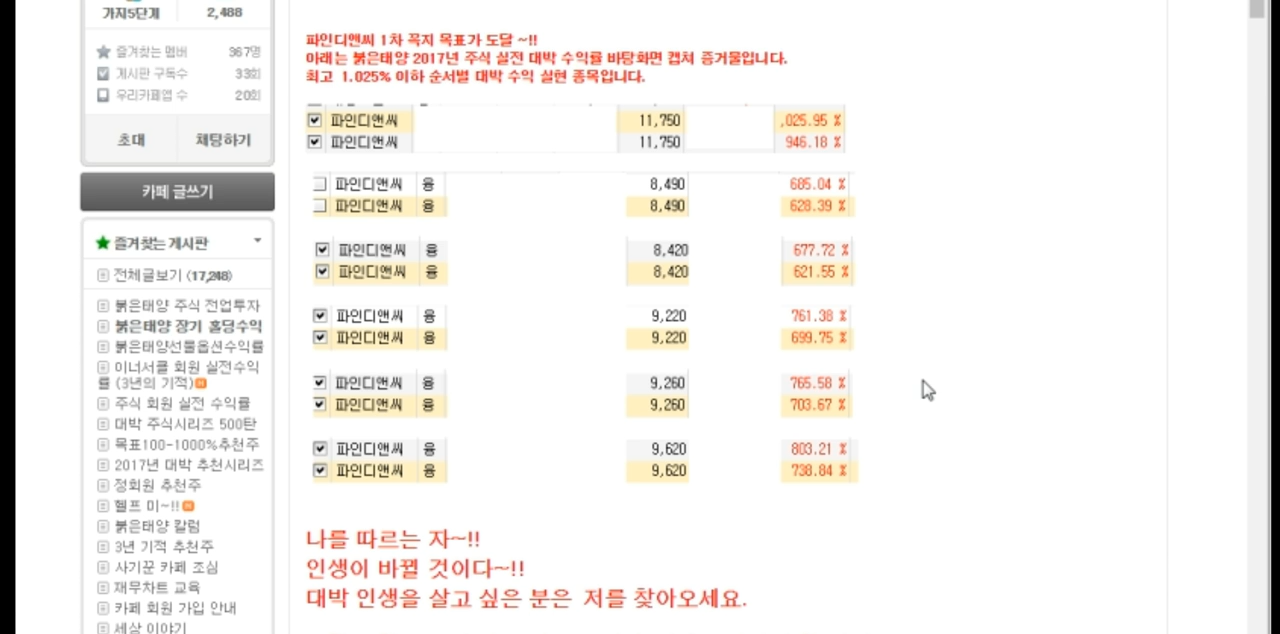 가지5단계 2,488
즐겨찾는 멤버 367명
게시판 구독수 33회
우리카페앱 수 20회
초대 채팅하기
카페 글쓰기
즐겨찾는 게시판
전체글보기 (17,248)
붉은태양 주식 전업투자
붉은태양 장기 홀딩수익
붉은태양선물옵션수익률
이너서클 회원 실전수익
률 (3년의 기적)
주식 회원 실전 수익률
대박 주식시리즈 500탄
목표100-1000%추천주
2017년 대박 추천시리즈
정회원 추천주
헬프 미~!!
붉은태양 칼럼
3년 기적 추천주
사기꾼 카페 조심
재무차트 교육
카페 회원 가입 안내
세상 이야기
파인디앤씨 1차 꼭지 목표가 도달 ~!!
아래는 붉은태양 2017년 주식 실전 대박 수익률 바탕화면 캡쳐 증거물입니다.
최고 1.025% 이하 순서별 대박 수익 실현 종목입니다.
파인디앤씨 11,750 ,025.95 %
파인디앤씨 11,750 946.18 %
파인디앤씨 융 8,490 685.04 %
파인디앤씨 융 8,490 628.39 %
파인디앤씨 융 8,420 677.72 %
파인디앤씨 융 8,420 621.55 %
파인디앤씨 융 9,220 761.38 %
파인디앤씨 융 9,220 699.75 %
파인디앤씨 융 9,260 765.58 %
파인디앤씨 융 9,260 703.67 %
파인디앤씨 융 9,620 803.21 %
파인디앤씨 융 9,620 738.84 %
나를 따르는 자~!!
인생이 바뀔 것이다~!!
대박 인생을 살고 싶은 분은 저를 찾아오세요.